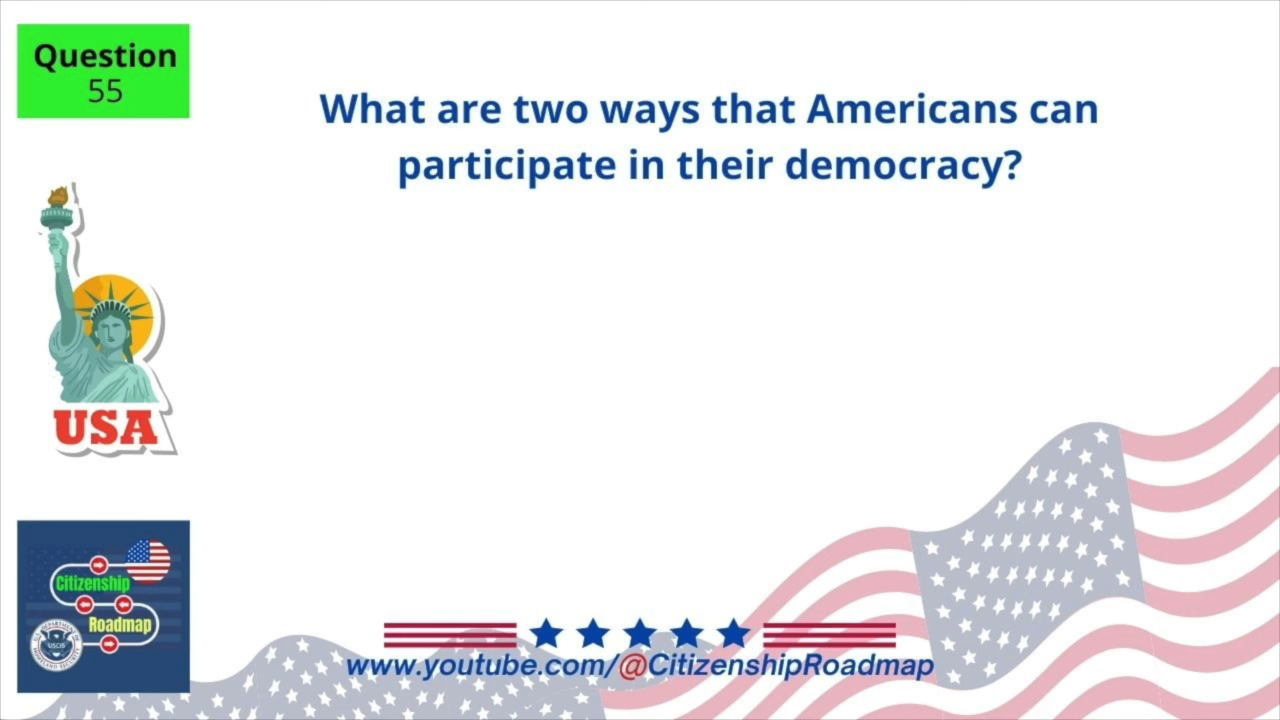 Question
55
What are two ways that Americans can
participate in their democracy?
USA
Citizenship
Roadmap
USCIS
www.youtube.com/@CitizenshipRoadmap